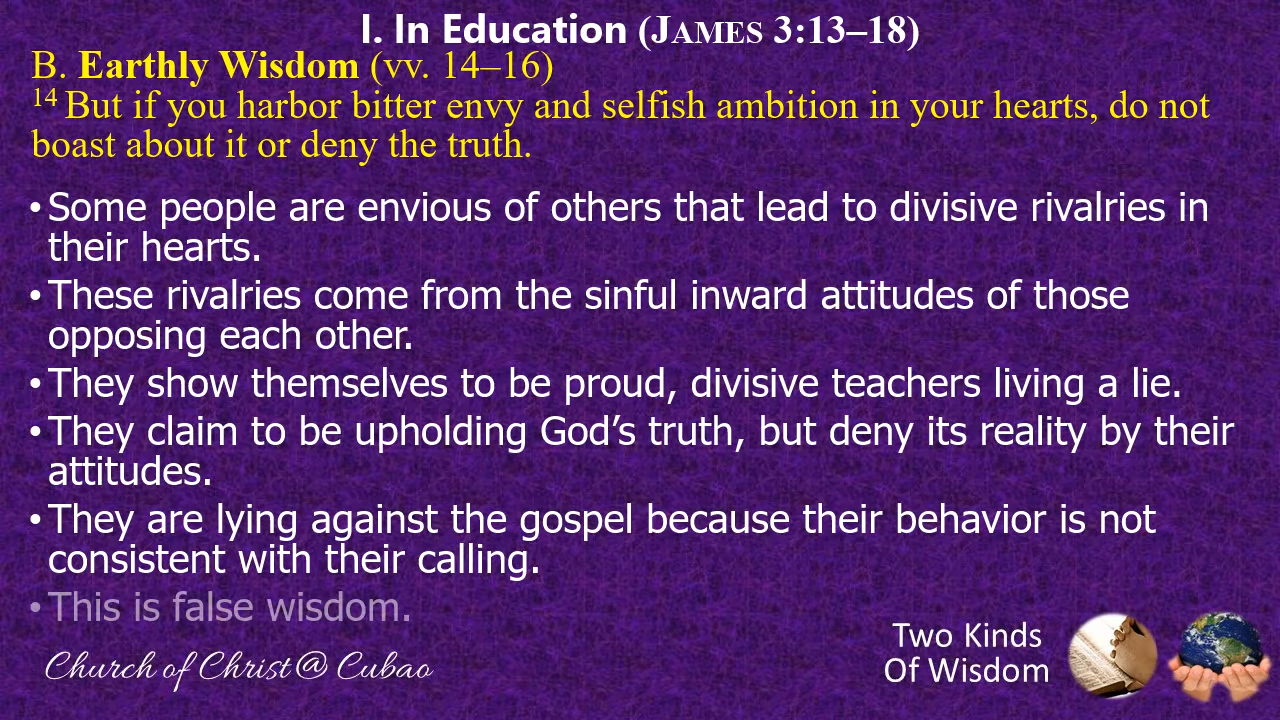 I. In Education (JAMES 3:13–18)
B. Earthly Wisdom (vv. 14–16)
14 But if you harbor bitter envy and selfish ambition in your hearts, do not
boast about it or deny the truth.
• Some people are envious of others that lead to divisive rivalries in
their hearts.
• These rivalries come from the sinful inward attitudes of those
opposing each other.
• They show themselves to be proud, divisive teachers living a lie.
• They claim to be upholding God’s truth, but deny its reality by their
attitudes.
• They are lying against the gospel because their behavior is not
consistent with their calling.
• This is false wisdom.
Church of Christ@ Cubao
Two Kinds
Of Wisdom